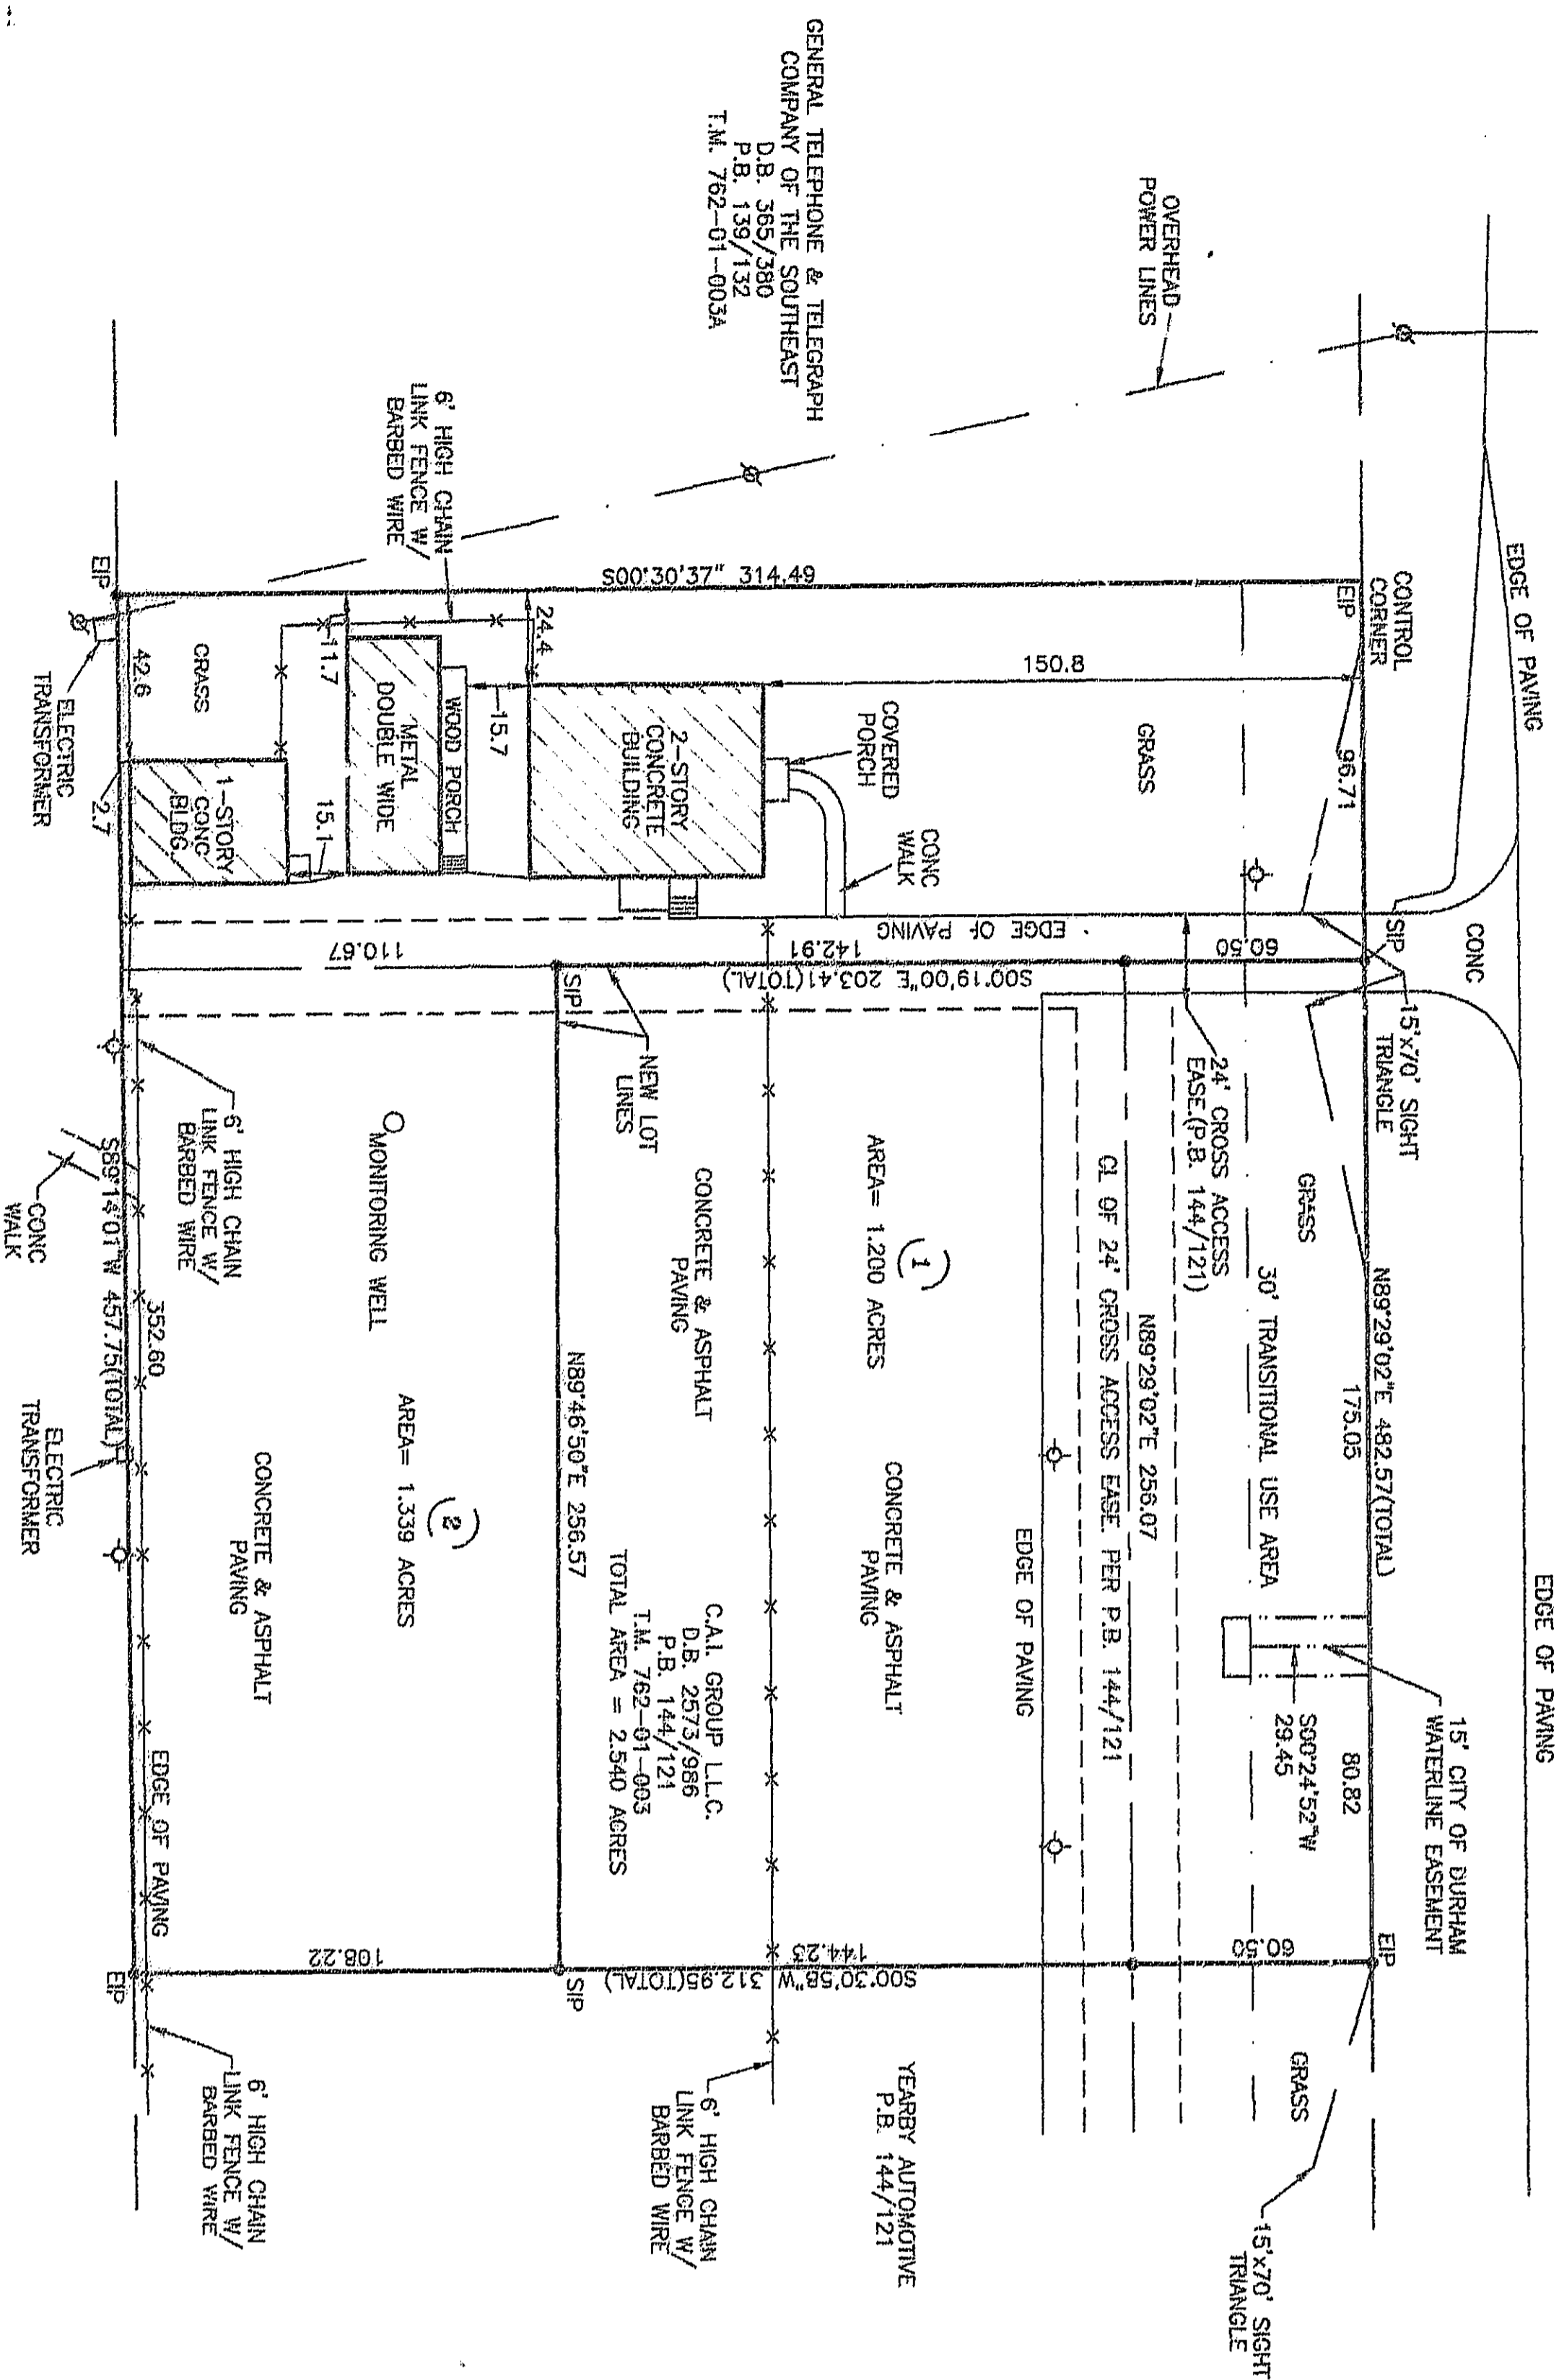 EDGE OF PAVING
EDGE OF PAVING
CONC
CONTROL
CORNER
EIP
96.71
SIP
15'x70' SIGHT
TRIANGLE
N89°29'02"E 482.57(TOTAL)
175.05
80.82
EIP
15' CITY OF DURHAM
WATERLINE EASEMENT
S00°24'52"W
29.45
OVERHEAD
POWER LINES
GRASS
GRASS
30' TRANSITIONAL USE AREA
60.50
60.50
GRASS
15'x70' SIGHT
TRIANGLE
24' CROSS ACCESS
EASE.(P.B. 144/121)
N89°29'02"E 256.07
CL OF 24' CROSS ACCESS EASE. PER P.B. 144/121
EDGE OF PAVING
EDGE OF PAVING
150.8
CONC
WALK
COVERED
PORCH
GENERAL TELEPHONE & TELEGRAPH
COMPANY OF THE SOUTHEAST
D.B. 365/380
P.B. 139/132
T.M. 762-01-003A
S00°30'37" 314.49
142.91
S00°19'00"E 203.41(TOTAL)
1
AREA= 1.200 ACRES
CONCRETE & ASPHALT
PAVING
CONCRETE & ASPHALT
PAVING
144.23
S00°30'58"W 312.95(TOTAL)
YEARBY AUTOMOTIVE
P.B. 144/121
6' HIGH CHAIN
LINK FENCE W/
BARBED WIRE
C.A.I. GROUP L.L.C.
D.B. 2573/986
P.B. 144/121
T.M. 762-01-003
TOTAL AREA = 2.540 ACRES
2-STORY
CONCRETE
BUILDING
24.4
15.7
WOOD PORCH
METAL
DOUBLE WIDE
11.7
15.1
6' HIGH CHAIN
LINK FENCE W/
BARBED WIRE
NEW LOT
LINES
SIP
N89°46'50"E 256.57
SIP
110.67
108.22
MONITORING WELL
2
AREA= 1.339 ACRES
CONCRETE & ASPHALT
PAVING
GRASS
1-STORY
CONC
BLDG.
42.6
2.7
EIP
ELECTRIC
TRANSFORMER
6' HIGH CHAIN
LINK FENCE W/
BARBED WIRE
352.60
S89°14'01"W 457.75(TOTAL)
CONC
WALK
ELECTRIC
TRANSFORMER
EDGE OF PAVING
EIP
6' HIGH CHAIN
LINK FENCE W/
BARBED WIRE